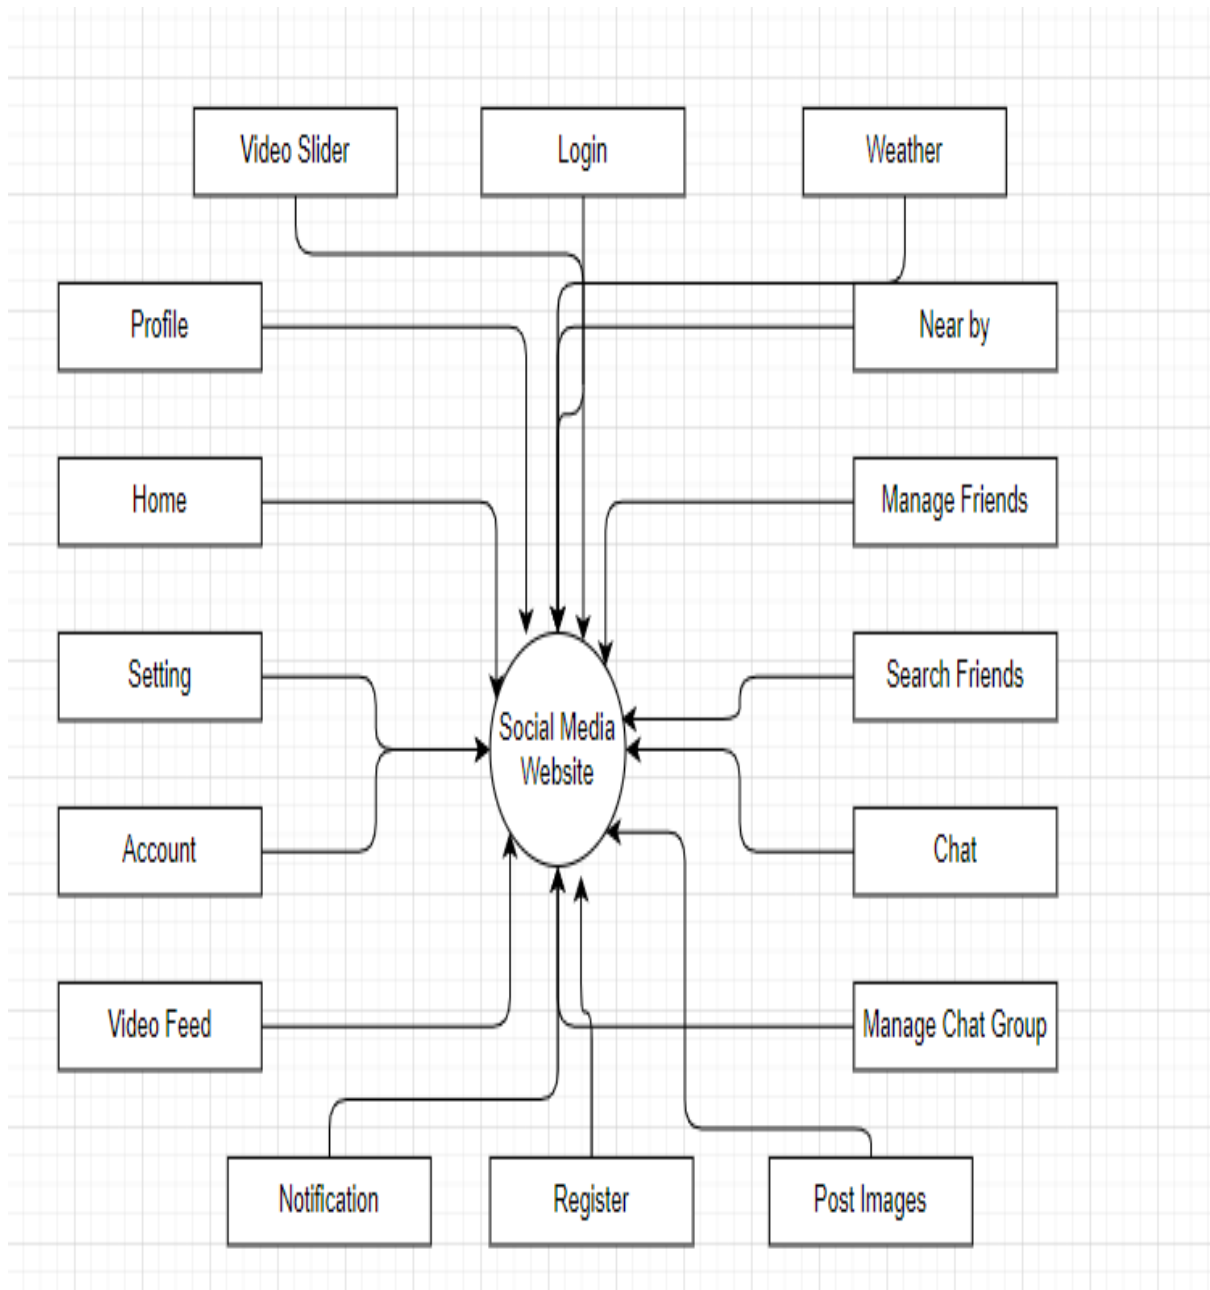 Video Slider
Login
Weather
Profile
Near by
Home
Manage Friends
Setting
Search Friends
Social Media
Website
Account
Chat
Video Feed
Manage Chat Group
Notification
Register
Post Images